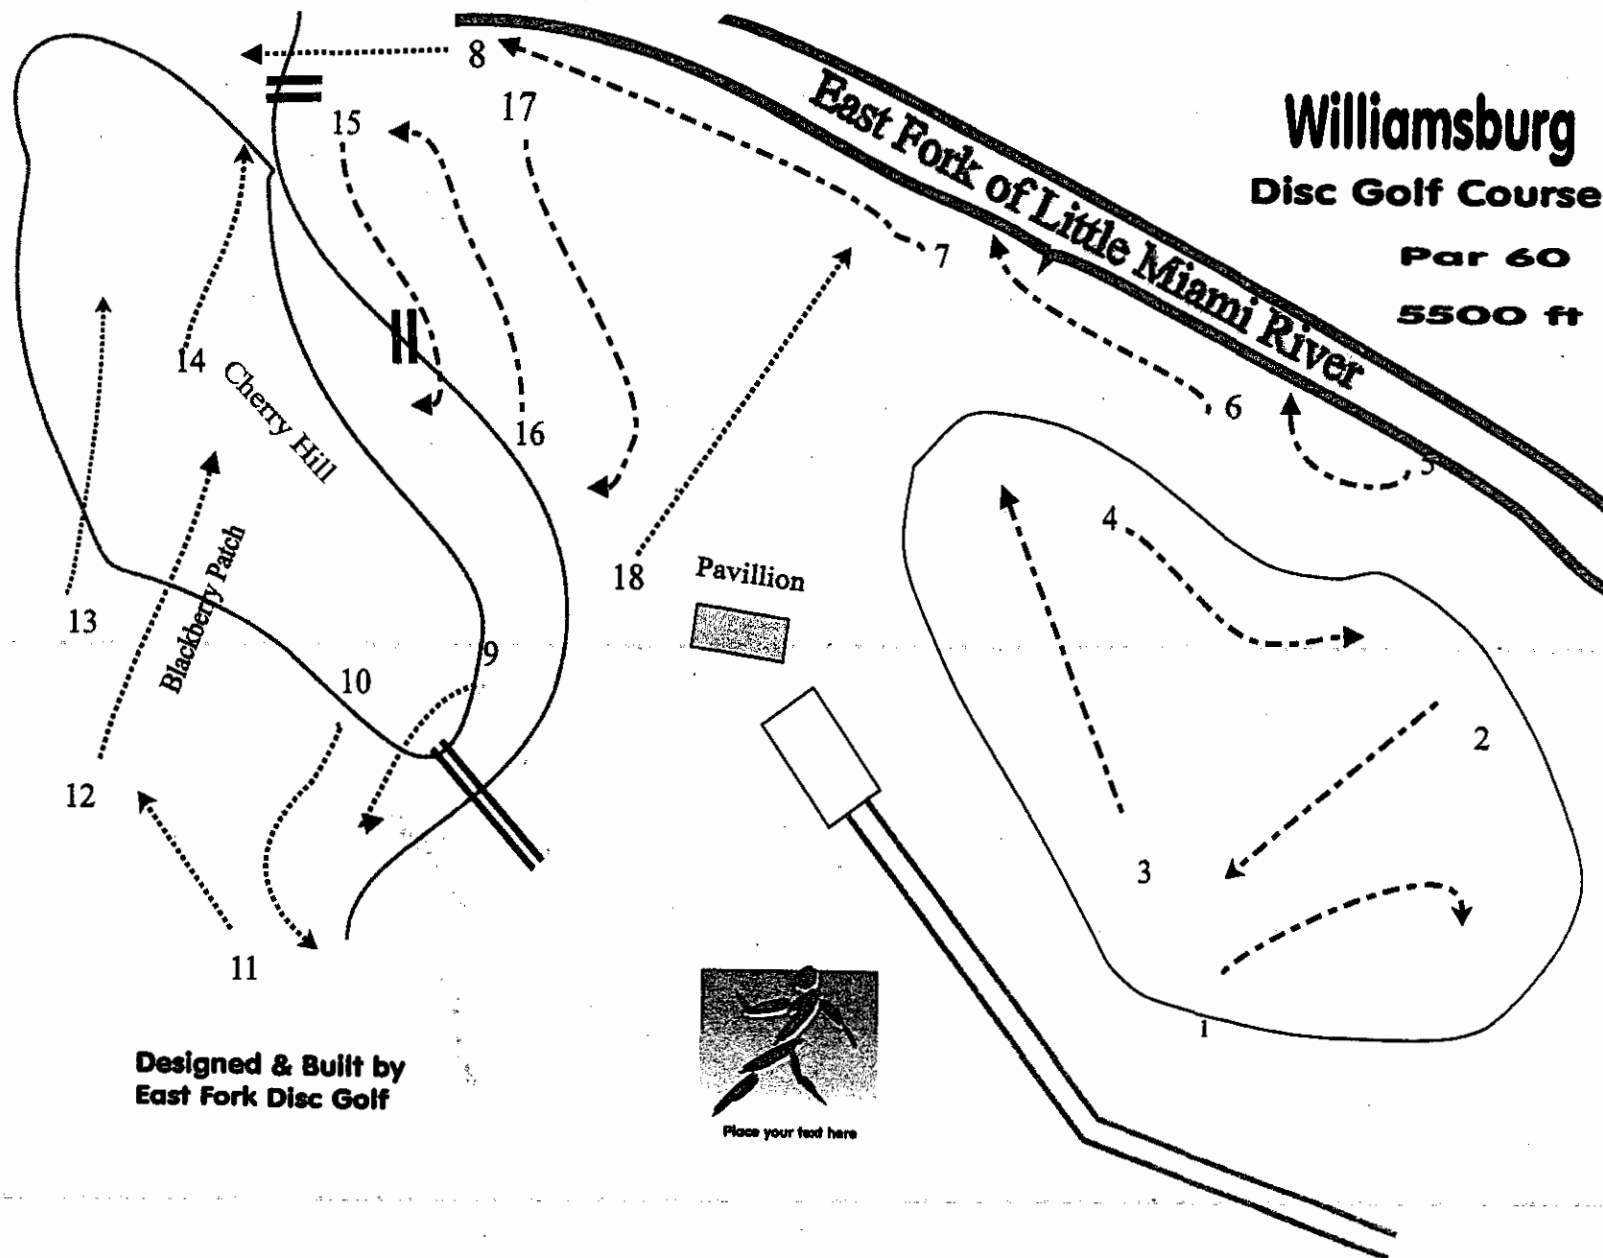 Williamsburg
Disc Golf Course
Par 60
5500 ft
East Fork of Little Miami River
8
17
15
7
14
Cherry Hill
16
6
5
4
18
Pavillion
13
Blackberry Patch
10
9
2
12
3
11
1
Designed & Built by
East Fork Disc Golf
Place your text here